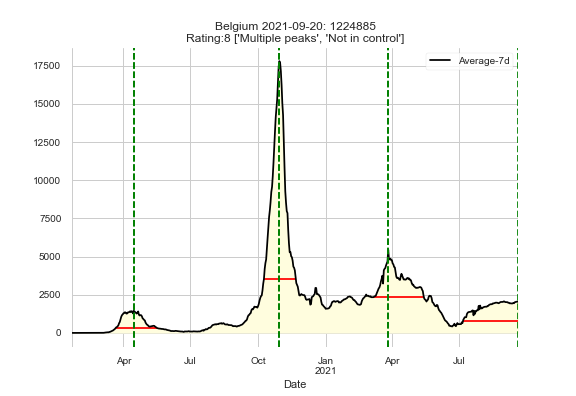 Belgium 2021-09-20: 1224885
Rating:8 ['Multiple peaks', 'Not in control']
Average-7d
17500
15000
12500
10000
7500
5000
2500
0
Apr Jul Oct Jan Apr Jul
2021
Date